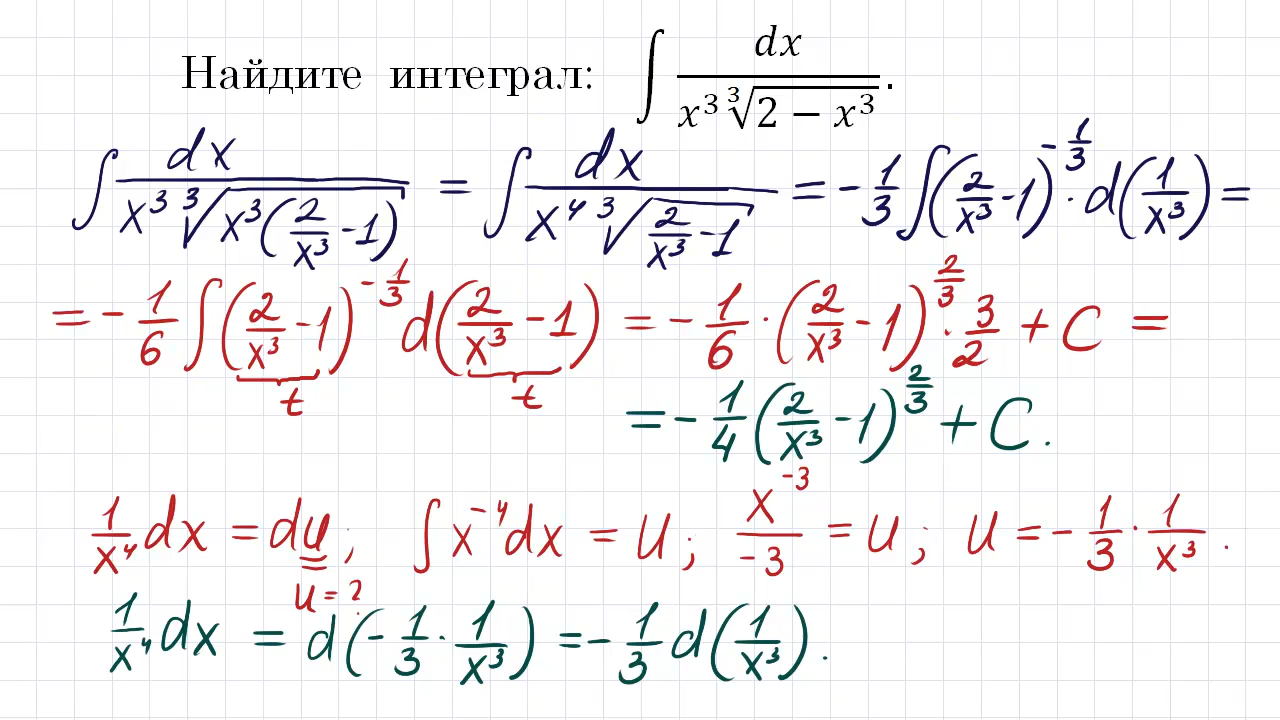 Найдите интеграл: ∫ dx / (x³ ∛(2 − x³)).
∫ dx / (x³ ∛(x³(2/x³ - 1))) = ∫ dx / (x⁴ ∛(2/x³ - 1)) = -1/3 ∫ (2/x³ - 1)^(-1/3) · d(1/x³) =
= -1/6 ∫ (2/x³ - 1)^(-1/3) d(2/x³ - 1) = -1/6 · (2/x³ - 1)^(2/3) · 3/2 + C =
t t
= -1/4 (2/x³ - 1)^(2/3) + C.
1/x⁴ dx = du; ∫ x⁻⁴ dx = u; x⁻³/-3 = u; u = -1/3 · 1/x³.
u = ?
1/x⁴ dx = d(-1/3 · 1/x³) = -1/3 d(1/x³).